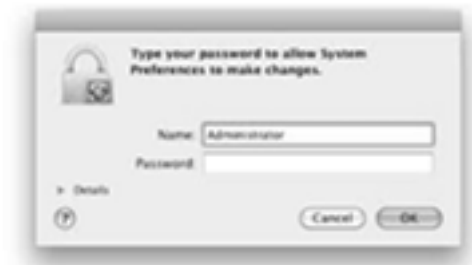 Type your password to allow System
Preferences to make changes.
Name: Administrator
Password:
Details
?
Cancel
OK